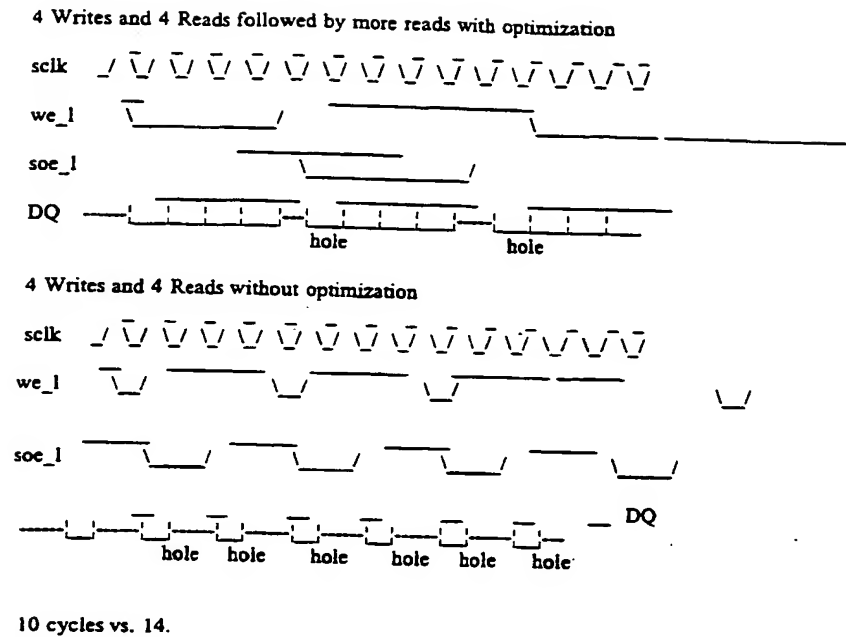 4 Writes and 4 Reads followed by more reads with optimization
sclk
we_l
soe_l
DQ
hole hole
4 Writes and 4 Reads without optimization
sclk
we_l
soe_l
DQ
hole hole hole hole hole hole
10 cycles vs. 14.